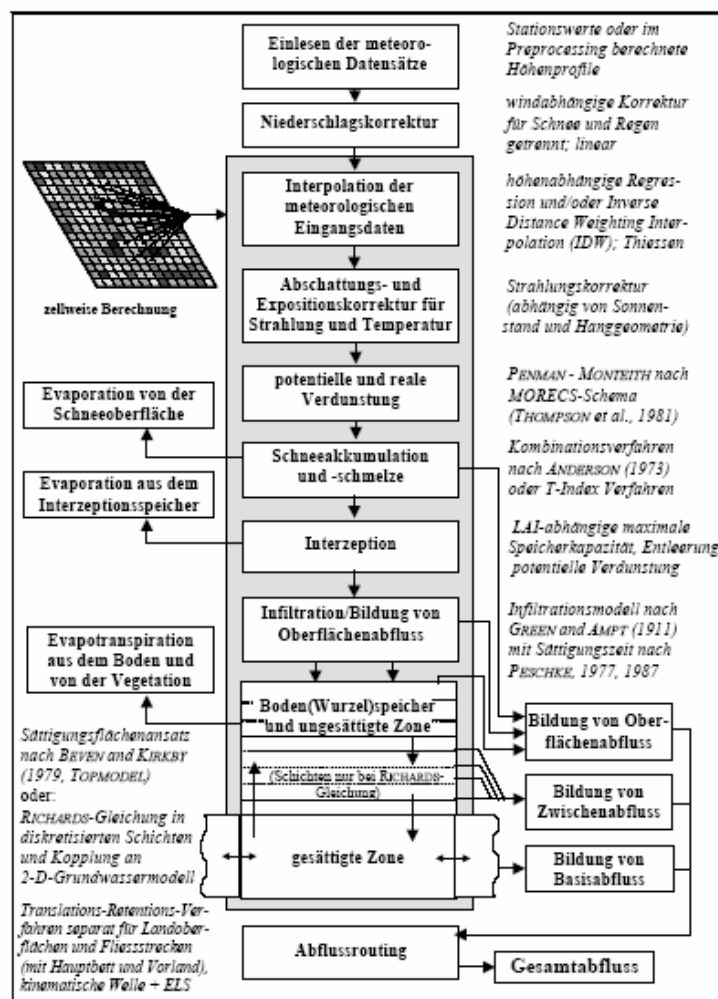 Einlesen der meteoro-
logischen Datensätze
Stationswerte oder im
Preprocessing berechnete
Höhenprofile
Niederschlagskorrektur
windabhängige Korrektur
für Schnee und Regen
getrennt; linear
zellweise Berechnung
Interpolation der
meteorologischen
Eingangsdaten
höhenabhängige Regres-
sion und/oder Inverse
Distance Weighting Inter-
polation (IDW); Thiessen
Abschattungs- und
Expositionskorrektur für
Strahlung und Temperatur
Strahlungskorrektur
(abhängig von Sonnen-
stand und Hanggeometrie)
potentielle und reale
Verdunstung
PENMAN - MONTEITH nach
MORECS-Schema
(THOMPSON et al., 1981)
Evaporation von der
Schneeoberfläche
Schneeakkumulation
und -schmelze
Kombinationsverfahren
nach ANDERSON (1973)
oder T-Index Verfahren
Evaporation aus dem
Interzeptionsspeicher
Interzeption
LAI-abhängige maximale
Speicherkapazität, Entleerung
potentielle Verdunstung
Infiltration/Bildung von
Oberflächenabfluss
Infiltrationsmodell nach
GREEN and AMPT (1911)
mit Sättigungszeit nach
PESCHKE, 1977, 1987
Evapotranspiration
aus dem Boden und
von der Vegetation
Boden(Wurzel)speicher
und ungesättigte Zone
(Schichten nur bei RICHARDS-
Gleichung)
Bildung von Ober-
flächenabfluss
Bildung von
Zwischenabfluss
Bildung von
Basisabfluss
Sättigungsflächenansatz
nach BEVEN and KIRKBY
(1979, TOPMODEL)
oder:
RICHARDS-Gleichung in
diskretisierten Schichten
und Kopplung an
2-D-Grundwassermodell
gesättigte Zone
Translations-Retentions-Ver-
fahren separat für Landober-
flächen und Fliessstrecken
(mit Hauptbett und Vorland),
kinematische Welle + ELS
Abflussrouting
Gesamtabfluss